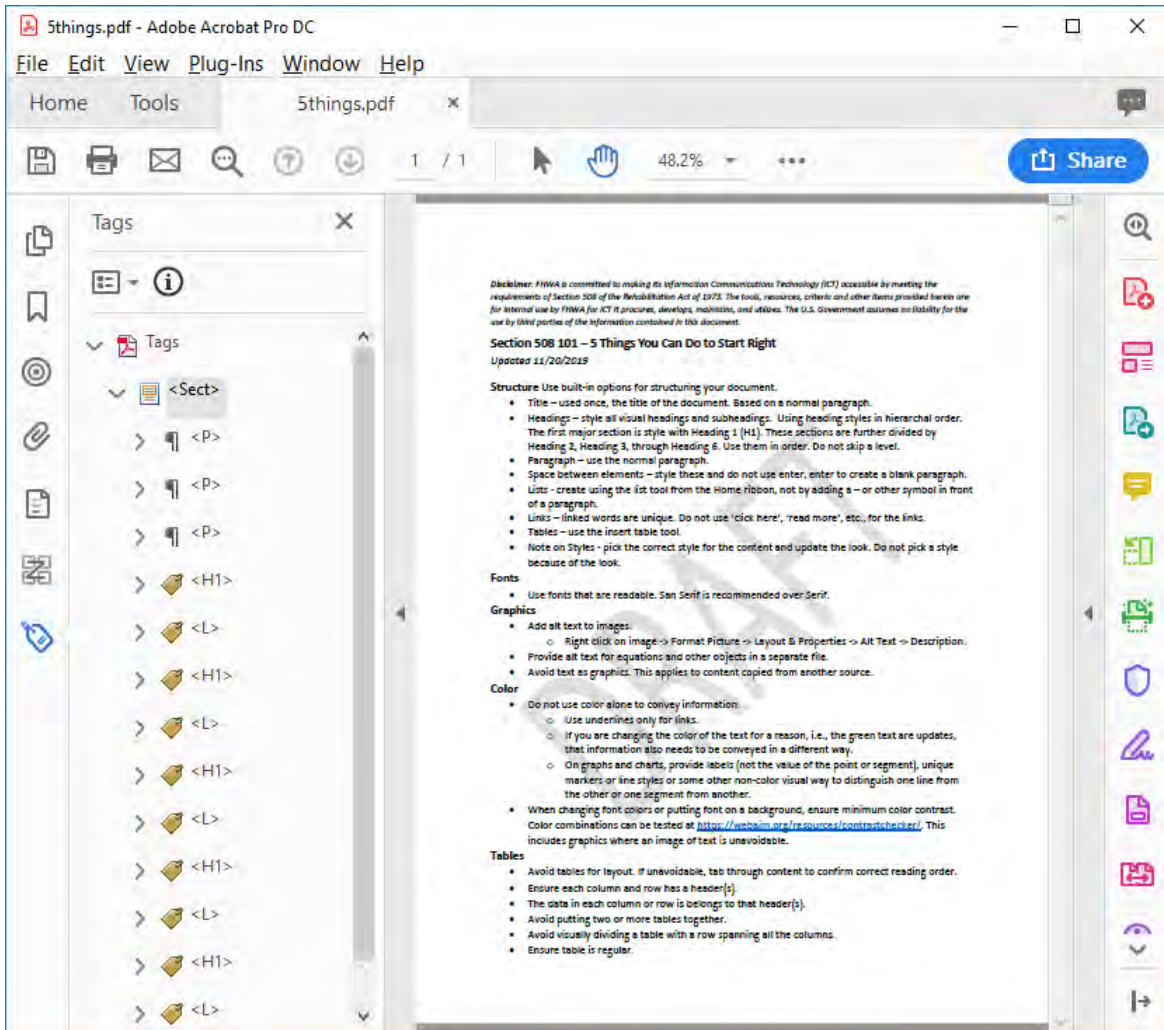 5things.pdf - Adobe Acrobat Pro DC
File Edit View Plug-Ins Window Help
Home Tools 5things.pdf ×
1 / 1 48.2% Share
Tags
Tags
<Sect>
<P>
<P>
<P>
<H1>
<L>
<H1>
<L>
<H1>
<L>
<H1>
<L>
<H1>
<L>
Disclaimer: FHWA is committed to making its Information Communications Technology (ICT) accessible by meeting the
requirements of Section 508 of the Rehabilitation Act of 1973. The tools, resources, criteria and other items provided herein are
for internal use by FHWA for ICT it procures, develops, maintains, and utilizes. The U.S. Government assumes no liability for the
use by third parties of the information contained in this document.
Section 508 101 – 5 Things You Can Do to Start Right
Updated 11/20/2019
Structure Use built-in options for structuring your document.
• Title – used once, the title of the document. Based on a normal paragraph.
• Headings – style all visual headings and subheadings. Using heading styles in hierarchal order.
The first major section is style with Heading 1 (H1). These sections are further divided by
Heading 2, Heading 3, through Heading 6. Use them in order. Do not skip a level.
• Paragraph – use the normal paragraph.
• Space between elements – style these and do not use enter, enter to create a blank paragraph.
• Lists - create using the list tool from the Home ribbon, not by adding a – or other symbol in front
of a paragraph.
• Links – linked words are unique. Do not use 'click here', 'read more', etc., for the links.
• Tables – use the insert table tool.
• Note on Styles - pick the correct style for the content and update the look. Do not pick a style
because of the look.
Fonts
• Use fonts that are readable. San Serif is recommended over Serif.
Graphics
• Add alt text to images.
o Right click on image -> Format Picture -> Layout & Properties -> Alt Text -> Description.
• Provide alt text for equations and other objects in a separate file.
• Avoid text as graphics. This applies to content copied from another source.
Color
• Do not use color alone to convey information.
o Use underlines only for links.
o If you are changing the color of the text for a reason, i.e., the green text are updates,
that information also needs to be conveyed in a different way.
o On graphs and charts, provide labels (not the value of the point or segment), unique
markers or line styles or some other non-color visual way to distinguish one line from
the other or one segment from another.
• When changing font colors or putting font on a background, ensure minimum color contrast.
Color combinations can be tested at https://webaim.org/resources/contrastchecker/. This
includes graphics where an image of text is unavoidable.
Tables
• Avoid tables for layout. If unavoidable, tab through content to confirm correct reading order.
• Ensure each column and row has a header(s).
• The data in each column or row is belongs to that header(s).
• Avoid putting two or more tables together.
• Avoid visually dividing a table with a row spanning all the columns.
• Ensure table is regular.
DRAFT